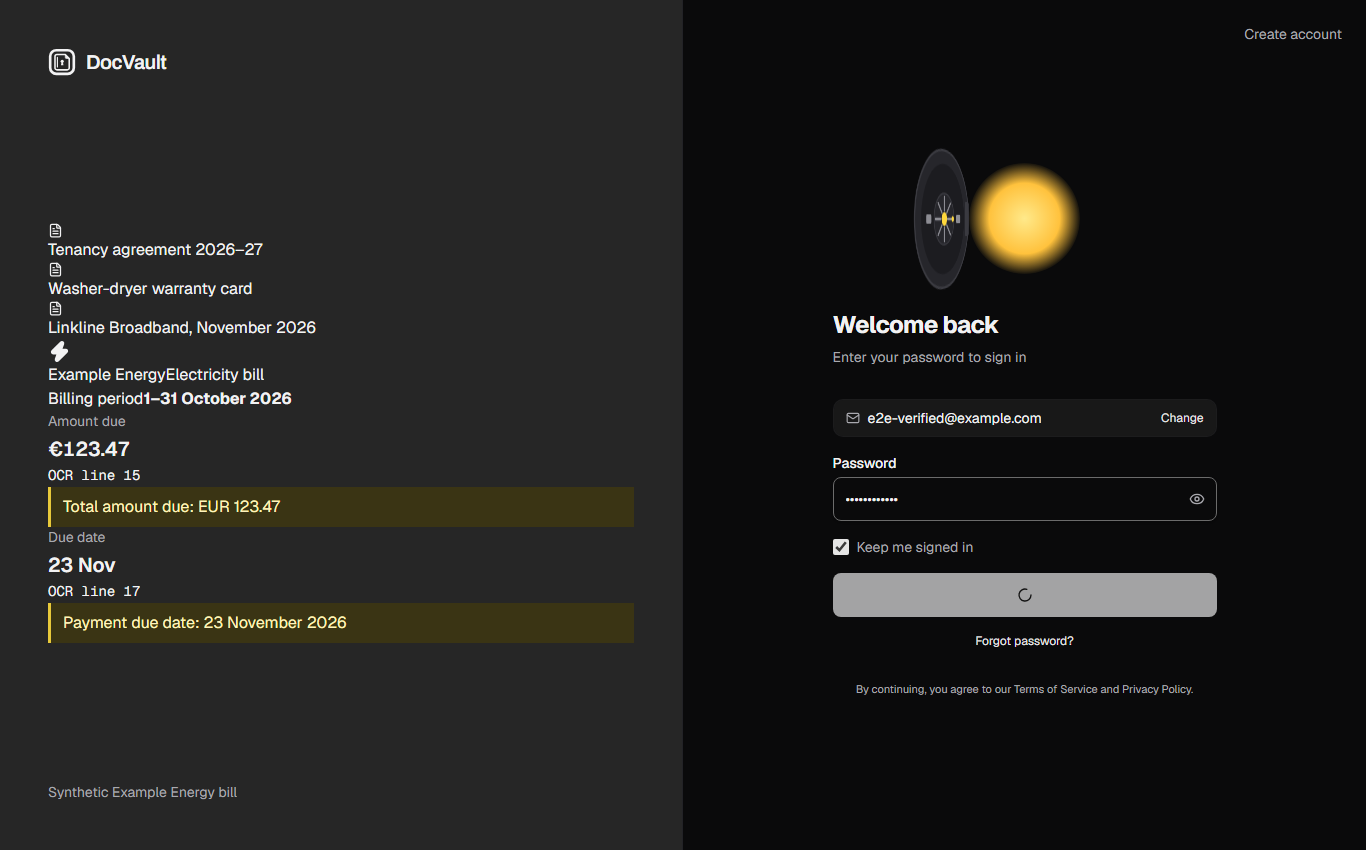 DocVault
Tenancy agreement 2026–27
Washer-dryer warranty card
Linkline Broadband, November 2026
Example EnergyElectricity bill
Billing period1–31 October 2026
Amount due
€123.47
OCR line 15
Total amount due: EUR 123.47
Due date
23 Nov
OCR line 17
Payment due date: 23 November 2026
Synthetic Example Energy bill
Create account
Welcome back
Enter your password to sign in
e2e-verified@example.com Change
Password
••••••••••••
Keep me signed in
Forgot password?
By continuing, you agree to our Terms of Service and Privacy Policy.